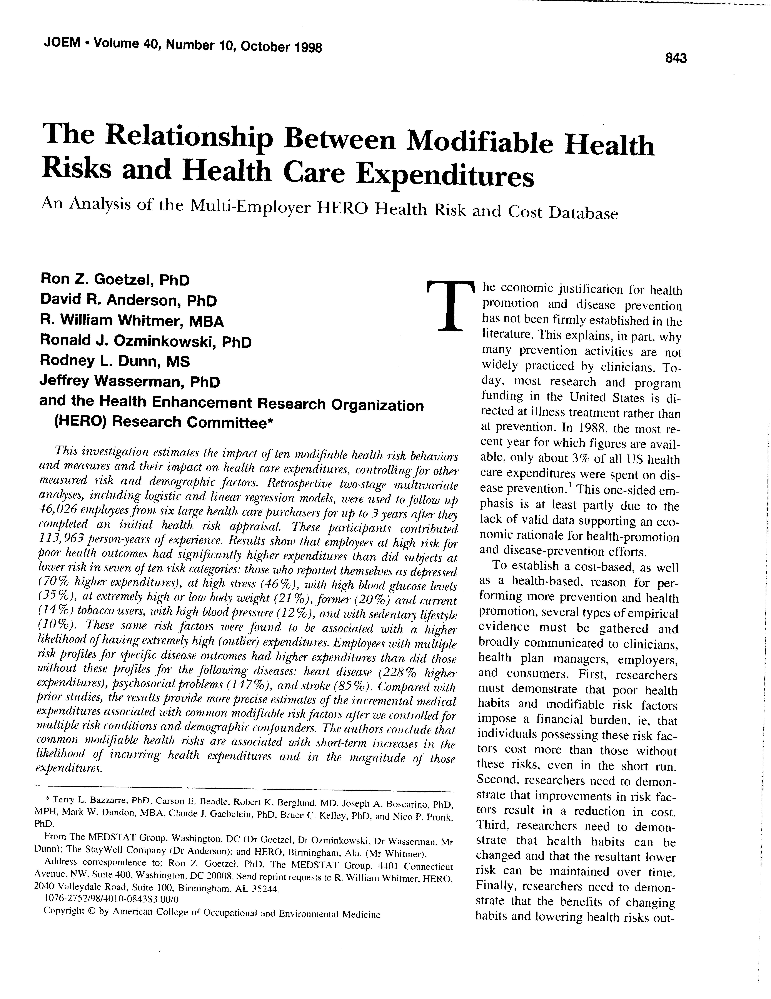 JOEM • Volume 40, Number 10, October 1998
843
The Relationship Between Modifiable Health
Risks and Health Care Expenditures
An Analysis of the Multi-Employer HERO Health Risk and Cost Database
Ron Z. Goetzel, PhD
David R. Anderson, PhD
R. William Whitmer, MBA
Ronald J. Ozminkowski, PhD
Rodney L. Dunn, MS
Jeffrey Wasserman, PhD
and the Health Enhancement Research Organization
(HERO) Research Committee*
This investigation estimates the impact of ten modifiable health risk behaviors
and measures and their impact on health care expenditures, controlling for other
measured risk and demographic factors. Retrospective two-stage multivariate
analyses, including logistic and linear regression models, were used to follow up
46,026 employees from six large health care purchasers for up to 3 years after they
completed an initial health risk appraisal. These participants contributed
113,963 person-years of experience. Results show that employees at high risk for
poor health outcomes had significantly higher expenditures than did subjects at
lower risk in seven of ten risk categories: those who reported themselves as depressed
(70% higher expenditures), at high stress (46%), with high blood glucose levels
(35%), at extremely high or low body weight (21%), former (20%) and current
(14%) tobacco users, with high blood pressure (12%), and with sedentary lifestyle
(10%). These same risk factors were found to be associated with a higher
likelihood of having extremely high (outlier) expenditures. Employees with multiple
risk profiles for specific disease outcomes had higher expenditures than did those
without these profiles for the following diseases: heart disease (228% higher
expenditures), psychosocial problems (147%), and stroke (85%). Compared with
prior studies, the results provide more precise estimates of the incremental medical
expenditures associated with common modifiable risk factors after we controlled for
multiple risk conditions and demographic confounders. The authors conclude that
common modifiable health risks are associated with short-term increases in the
likelihood of incurring health expenditures and in the magnitude of those
expenditures.
* Terry L. Bazzarre, PhD, Carson E. Beadle, Robert K. Berglund, MD, Joseph A. Boscarino, PhD,
MPH, Mark W. Dundon, MBA, Claude J. Gaebelein, PhD, Bruce C. Kelley, PhD, and Nico P. Pronk,
PhD.
From The MEDSTAT Group, Washington, DC (Dr Goetzel, Dr Ozminkowski, Dr Wasserman, Mr
Dunn); The StayWell Company (Dr Anderson); and HERO, Birmingham, Ala. (Mr Whitmer).
Address correspondence to: Ron Z. Goetzel, PhD, The MEDSTAT Group, 4401 Connecticut
Avenue, NW, Suite 400, Washington, DC 20008. Send reprint requests to R. William Whitmer, HERO,
2040 Valleydale Road, Suite 100, Birmingham, AL 35244.
1076-2752/98/4010-0843$3.00/0
Copyright © by American College of Occupational and Environmental Medicine
The economic justification for health
promotion and disease prevention
has not been firmly established in the
literature. This explains, in part, why
many prevention activities are not
widely practiced by clinicians. To-
day, most research and program
funding in the United States is di-
rected at illness treatment rather than
at prevention. In 1988, the most re-
cent year for which figures are avail-
able, only about 3% of all US health
care expenditures were spent on dis-
ease prevention.¹ This one-sided em-
phasis is at least partly due to the
lack of valid data supporting an eco-
nomic rationale for health-promotion
and disease-prevention efforts.
To establish a cost-based, as well
as a health-based, reason for per-
forming more prevention and health
promotion, several types of empirical
evidence must be gathered and
broadly communicated to clinicians,
health plan managers, employers,
and consumers. First, researchers
must demonstrate that poor health
habits and modifiable risk factors
impose a financial burden, ie, that
individuals possessing these risk fac-
tors cost more than those without
these risks, even in the short run.
Second, researchers need to demon-
strate that improvements in risk fac-
tors result in a reduction in cost.
Third, researchers need to demon-
strate that health habits can be
changed and that the resultant lower
risk can be maintained over time.
Finally, researchers need to demon-
strate that the benefits of changing
habits and lowering health risks out-